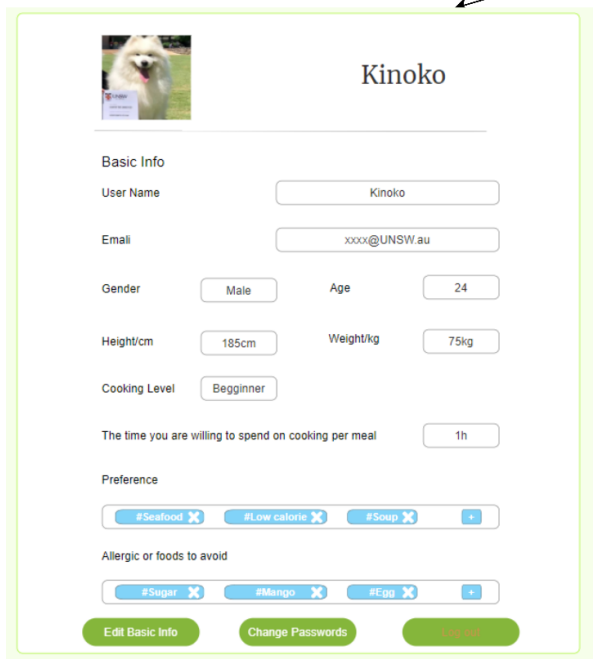 Kinoko
Basic Info
User Name Kinoko
Emali xxxx@UNSW.au
Gender Male Age 24
Height/cm 185cm Weight/kg 75kg
Cooking Level Begginner
The time you are willing to spend on cooking per meal 1h
Preference
#Seafood #Low calorie #Soup +
Allergic or foods to avoid
#Sugar #Mango #Egg +
Edit Basic Info Change Passwords